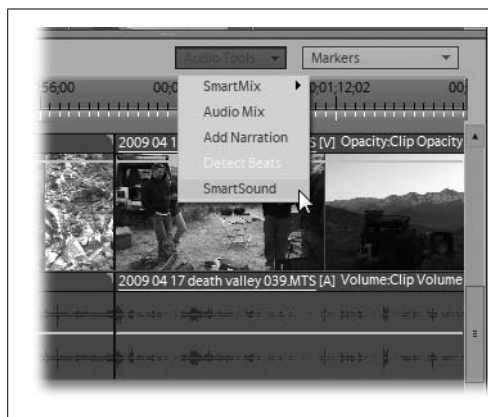 Audio Tools
Markers
56;00
00;0
0;01;12;02
00;
SmartMix
Audio Mix
Add Narration
Detect Beats
SmartSound
2009 04 1
S [V] Opacity:Clip Opacity
2009 04 17 death valley 039.MTS [A] Volume:Clip Volume